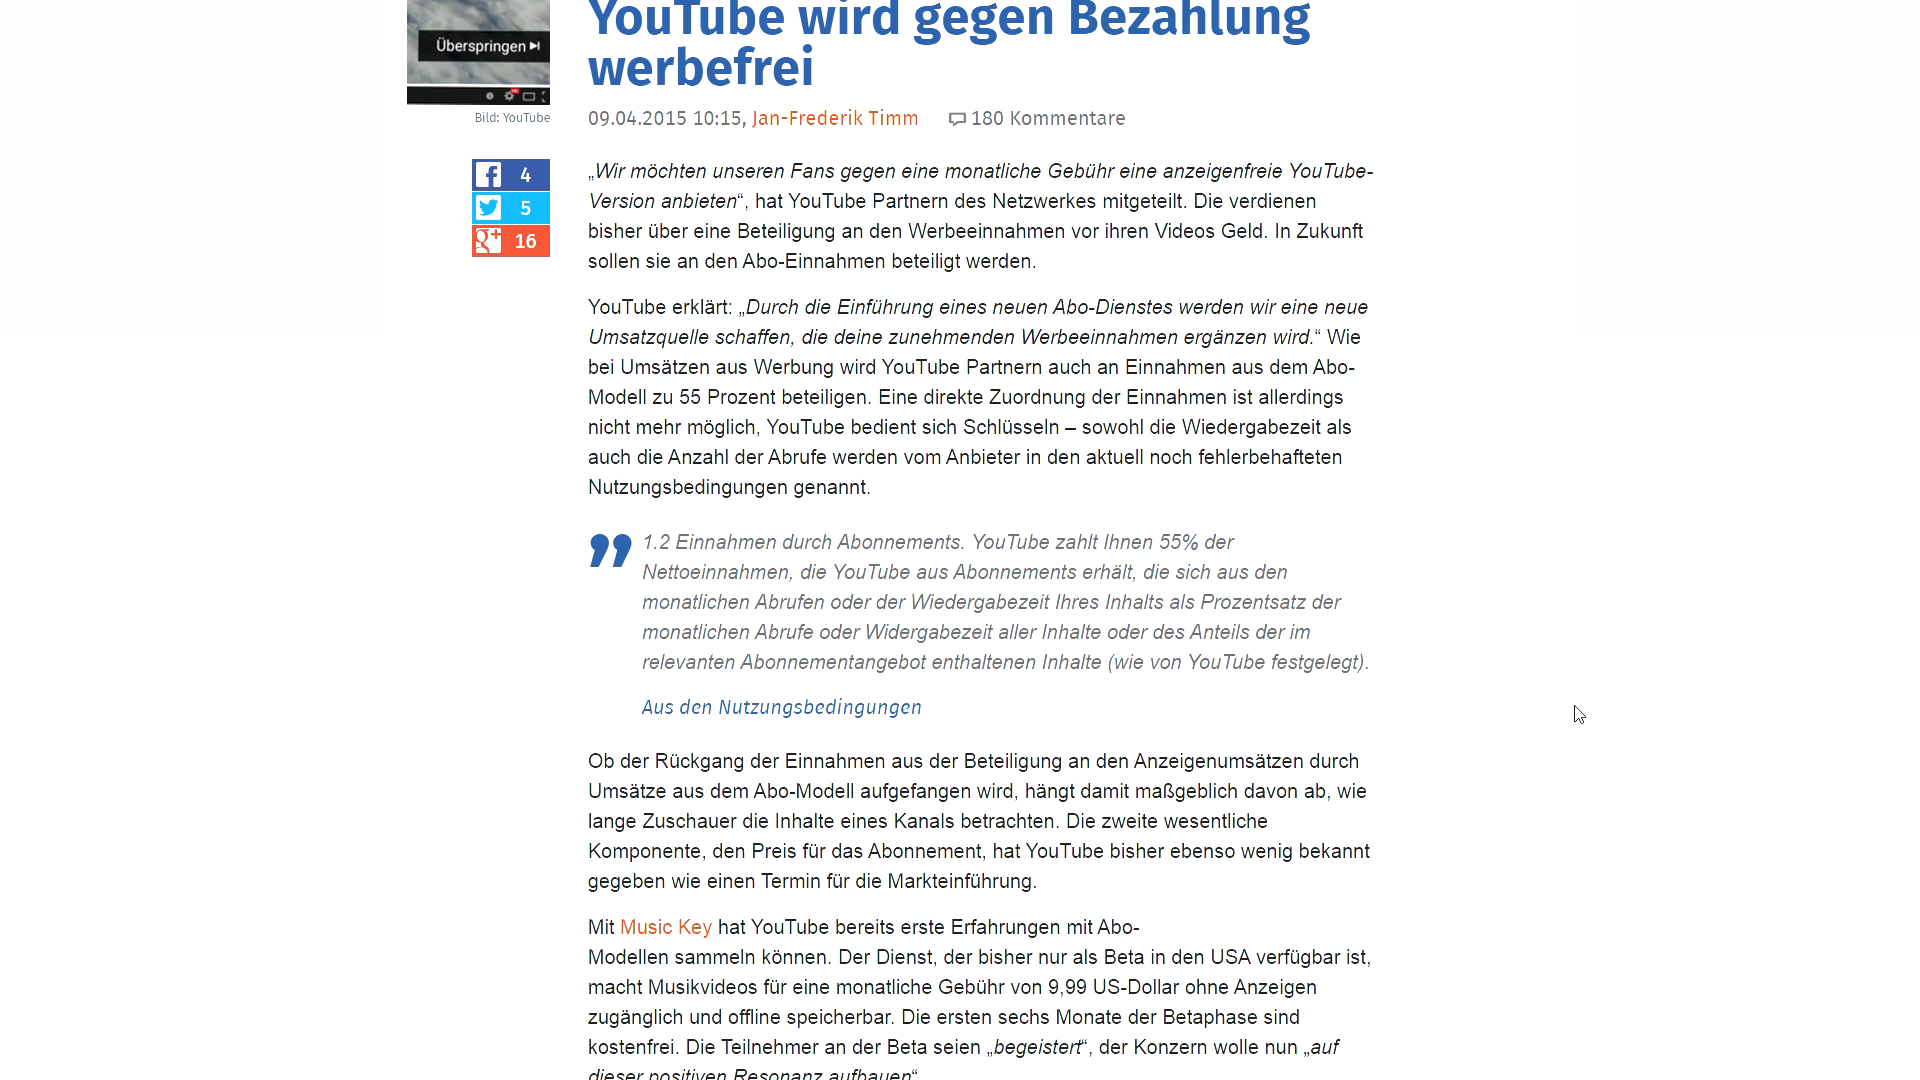 YouTube wird gegen Bezahlung
werbefrei
Überspringen
Bild: YouTube
09.04.2015 10:15, Jan-Frederik Timm 180 Kommentare
4
5
16
„Wir möchten unseren Fans gegen eine monatliche Gebühr eine anzeigenfreie YouTube-
Version anbieten“, hat YouTube Partnern des Netzwerkes mitgeteilt. Die verdienen
bisher über eine Beteiligung an den Werbeeinnahmen vor ihren Videos Geld. In Zukunft
sollen sie an den Abo-Einnahmen beteiligt werden.
YouTube erklärt: „Durch die Einführung eines neuen Abo-Dienstes werden wir eine neue
Umsatzquelle schaffen, die deine zunehmenden Werbeeinnahmen ergänzen wird.“ Wie
bei Umsätzen aus Werbung wird YouTube Partnern auch an Einnahmen aus dem Abo-
Modell zu 55 Prozent beteiligen. Eine direkte Zuordnung der Einnahmen ist allerdings
nicht mehr möglich, YouTube bedient sich Schlüsseln – sowohl die Wiedergabezeit als
auch die Anzahl der Abrufe werden vom Anbieter in den aktuell noch fehlerbehafteten
Nutzungsbedingungen genannt.
1.2 Einnahmen durch Abonnements. YouTube zahlt Ihnen 55% der
Nettoeinnahmen, die YouTube aus Abonnements erhält, die sich aus den
monatlichen Abrufen oder der Wiedergabezeit Ihres Inhalts als Prozentsatz der
monatlichen Abrufe oder Widergabezeit aller Inhalte oder des Anteils der im
relevanten Abonnementangebot enthaltenen Inhalte (wie von YouTube festgelegt).
Aus den Nutzungsbedingungen
Ob der Rückgang der Einnahmen aus der Beteiligung an den Anzeigenumsätzen durch
Umsätze aus dem Abo-Modell aufgefangen wird, hängt damit maßgeblich davon ab, wie
lange Zuschauer die Inhalte eines Kanals betrachten. Die zweite wesentliche
Komponente, den Preis für das Abonnement, hat YouTube bisher ebenso wenig bekannt
gegeben wie einen Termin für die Markteinführung.
Mit Music Key hat YouTube bereits erste Erfahrungen mit Abo-
Modellen sammeln können. Der Dienst, der bisher nur als Beta in den USA verfügbar ist,
macht Musikvideos für eine monatliche Gebühr von 9,99 US-Dollar ohne Anzeigen
zugänglich und offline speicherbar. Die ersten sechs Monate der Betaphase sind
kostenfrei. Die Teilnehmer an der Beta seien „begeistert“, der Konzern wolle nun „auf
dieser positiven Resonanz aufbauen“